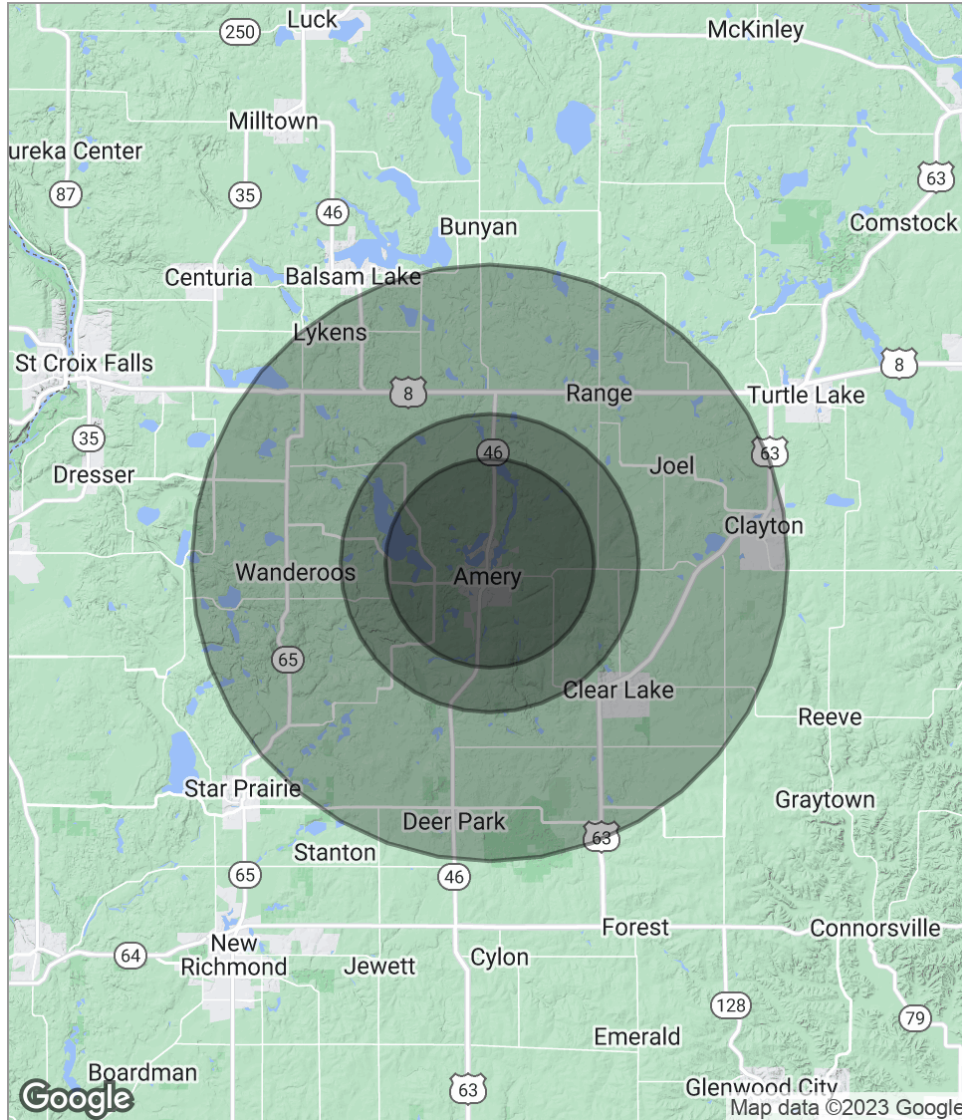 Luck
250
McKinley
Milltown
ureka Center
87
35
63
46
Bunyan
Comstock
Centuria
Balsam Lake
Lykens
St Croix Falls
8
8
Range
Turtle Lake
35
46
63
Dresser
Joel
Clayton
Wanderoos
Amery
65
Clear Lake
Reeve
Star Prairie
Graytown
Deer Park
63
Stanton
65
46
Forest
Connorsville
New
Richmond
64
Cylon
Jewett
128
79
Emerald
Boardman
63
Glenwood City
Google
Map data ©2023 Google